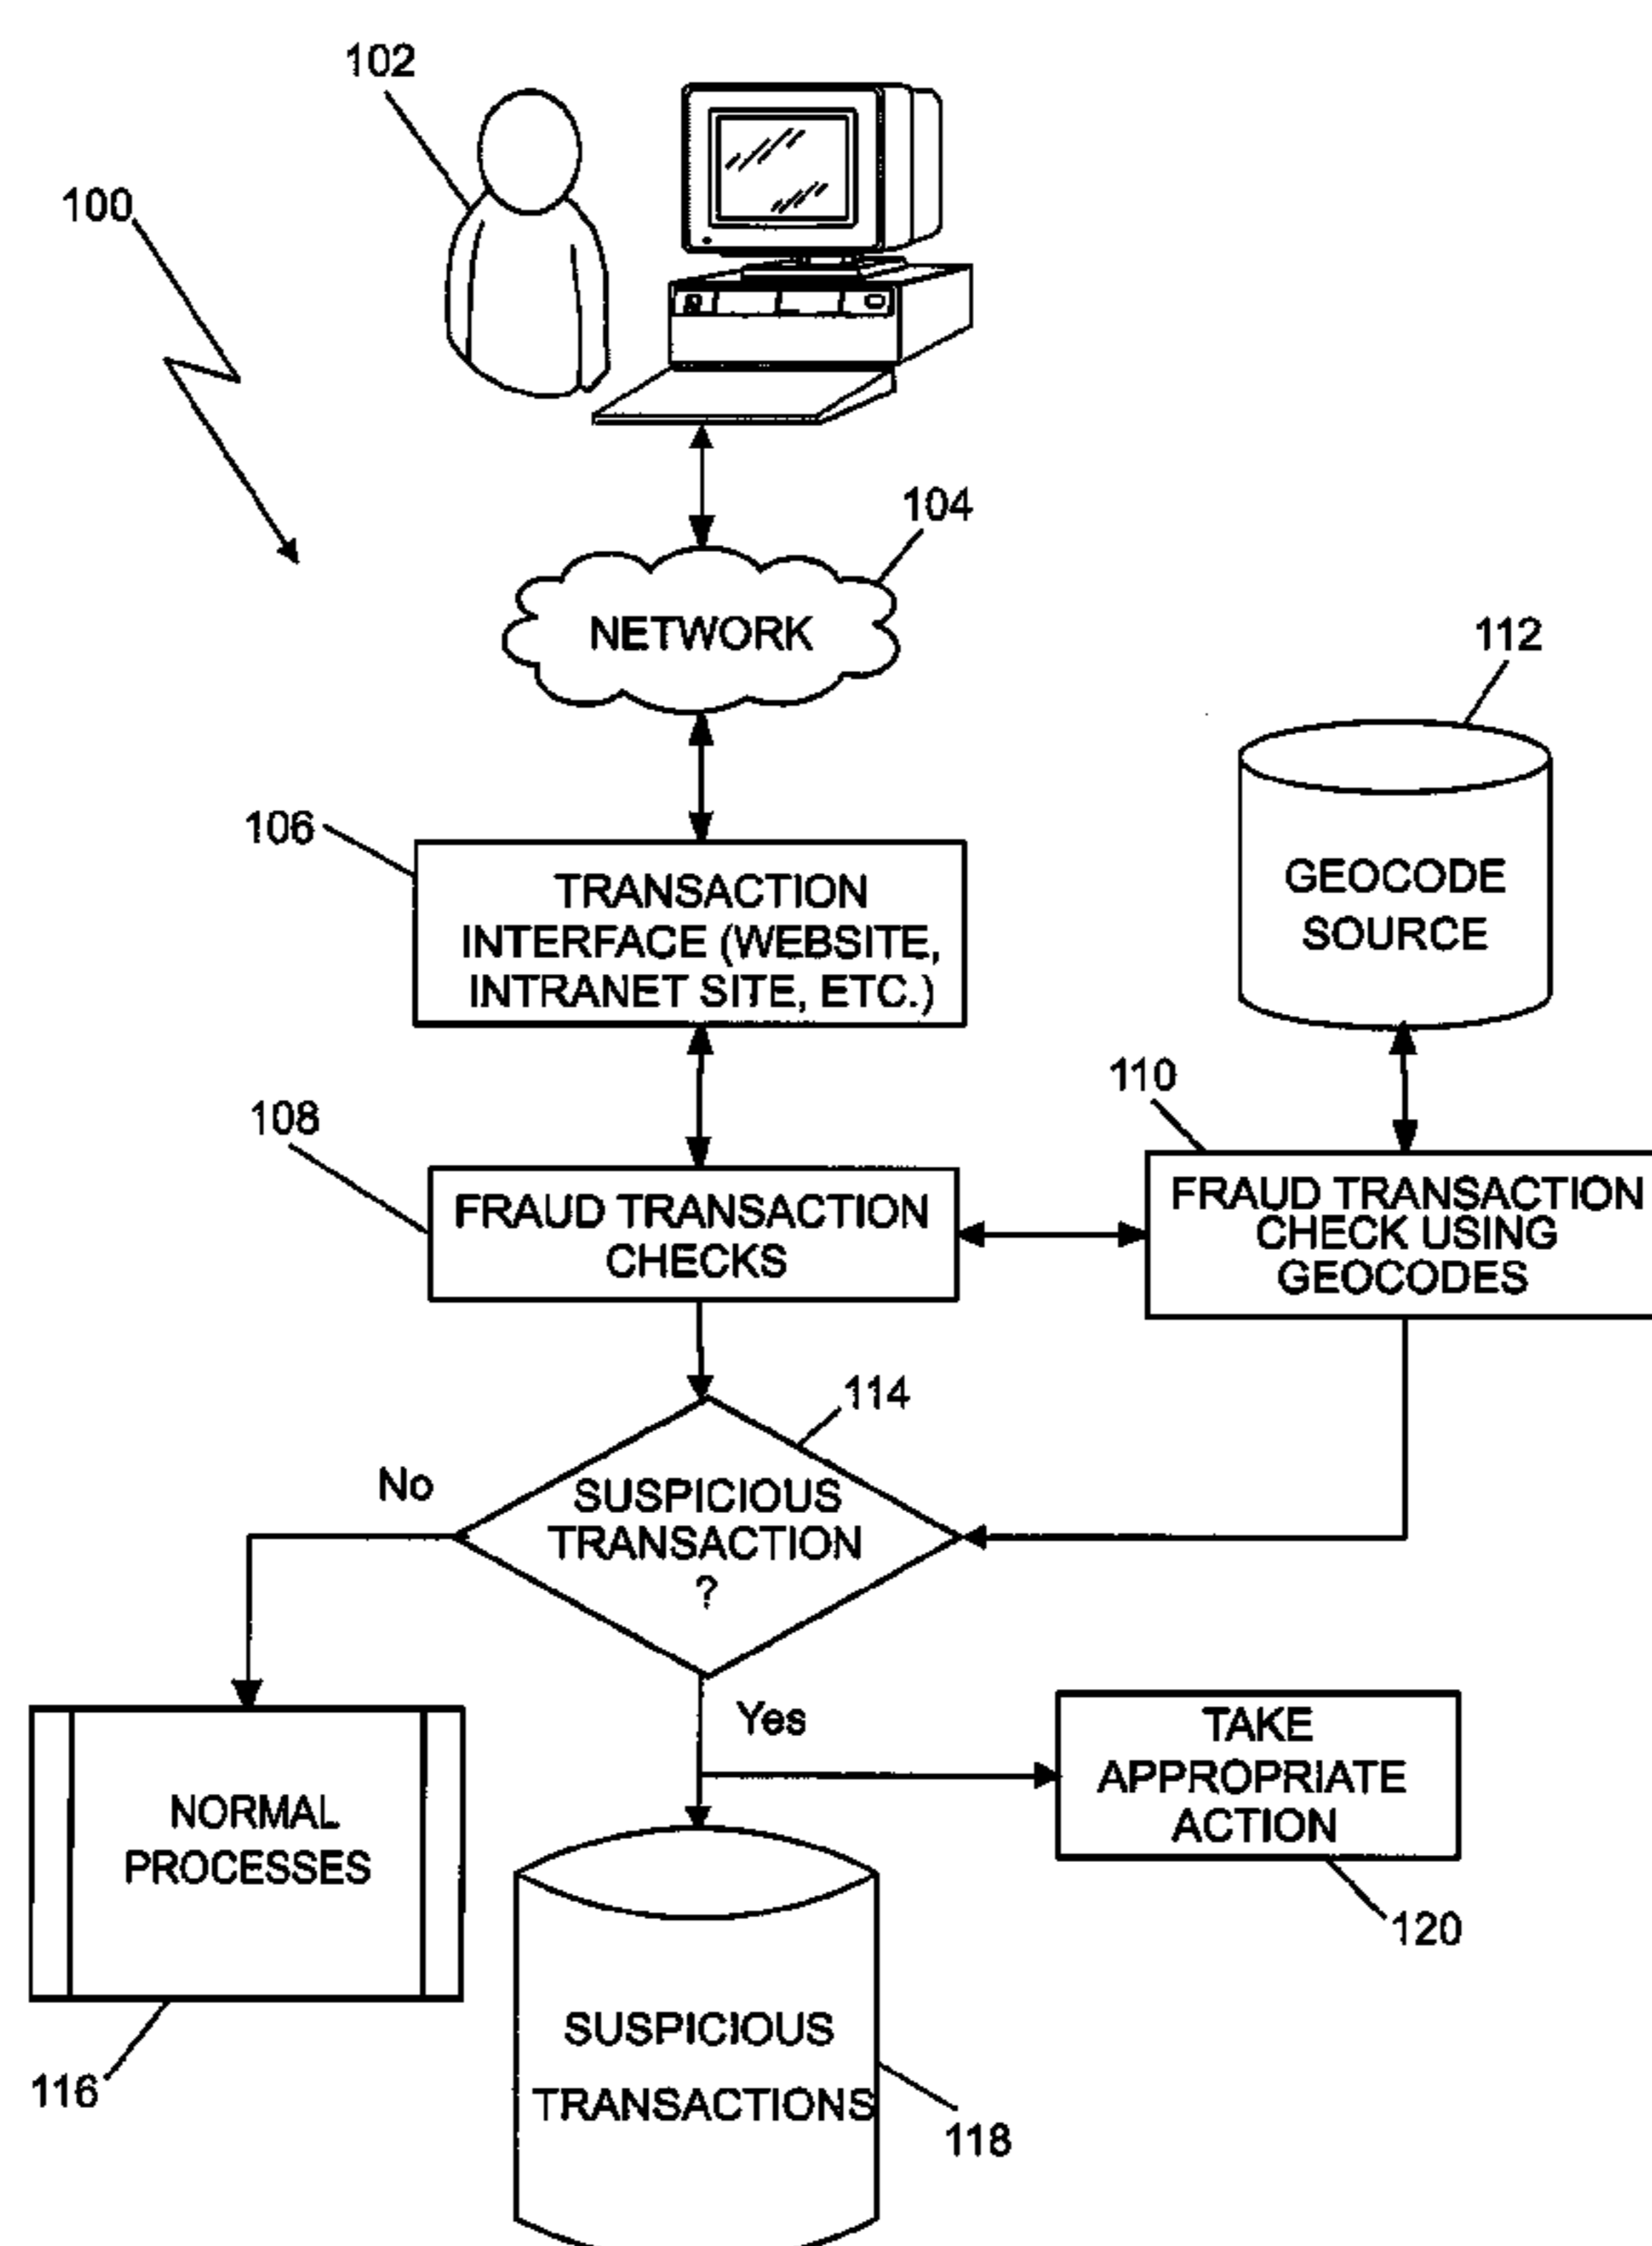 102
100
104
NETWORK
112
106
TRANSACTION
INTERFACE (WEBSITE,
INTRANET SITE, ETC.)
GEOCODE
SOURCE
110
108
FRAUD TRANSACTION
CHECKS
FRAUD TRANSACTION
CHECK USING
GEOCODES
114
No
SUSPICIOUS
TRANSACTION
?
Yes
TAKE
APPROPRIATE
ACTION
NORMAL
PROCESSES
120
SUSPICIOUS
TRANSACTIONS
116
118